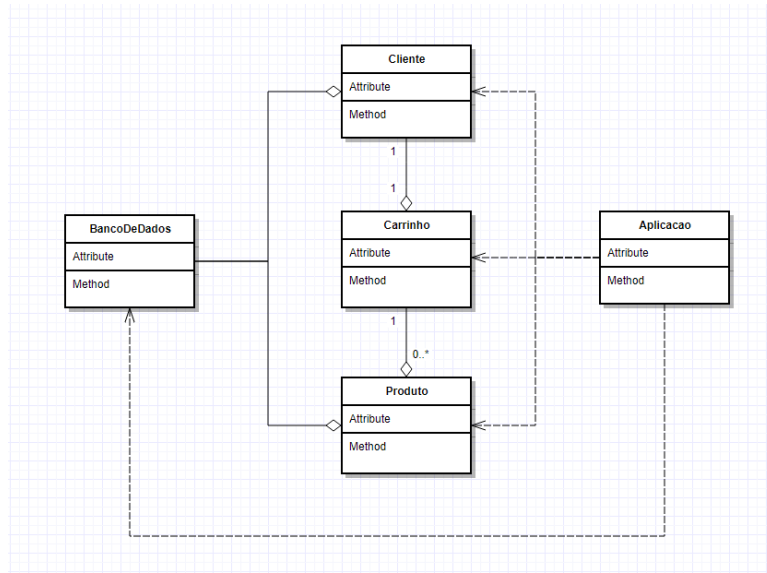 Cliente
Attribute
Method
1
1
BancoDeDados
Attribute
Method
Carrinho
Attribute
Method
Aplicacao
Attribute
Method
1
0..*
Produto
Attribute
Method